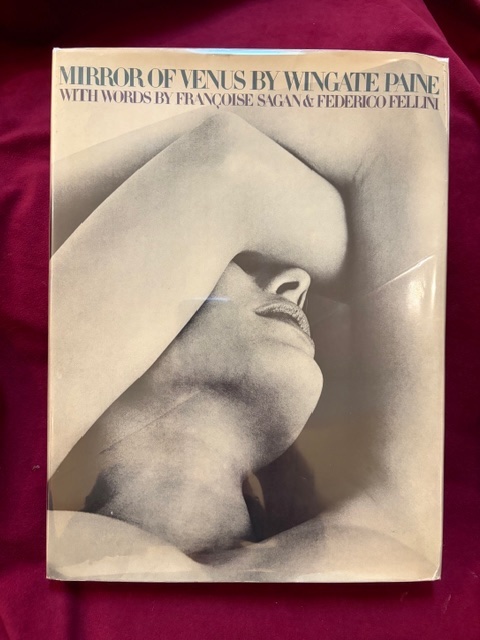 MIRROR OF VENUS BY WINGATE PAINE
WITH WORDS BY FRANÇOISE SAGAN & FEDERICO FELLINI